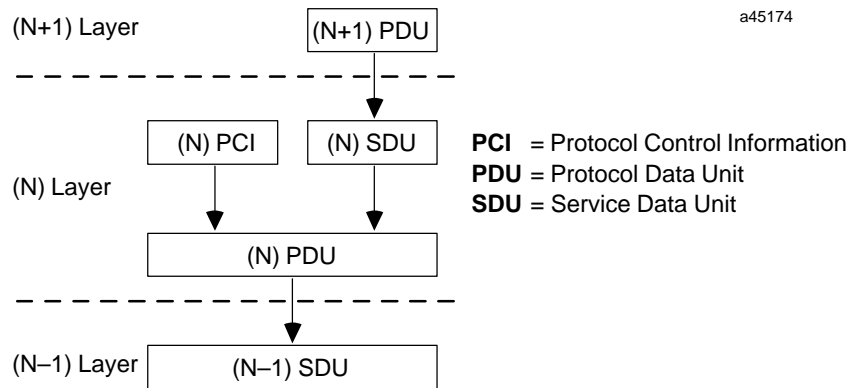 (N+1) Layer
(N+1) PDU
a45174
(N) PCI
(N) SDU
PCI = Protocol Control Information
PDU = Protocol Data Unit
SDU = Service Data Unit
(N) Layer
(N) PDU
(N–1) Layer
(N–1) SDU